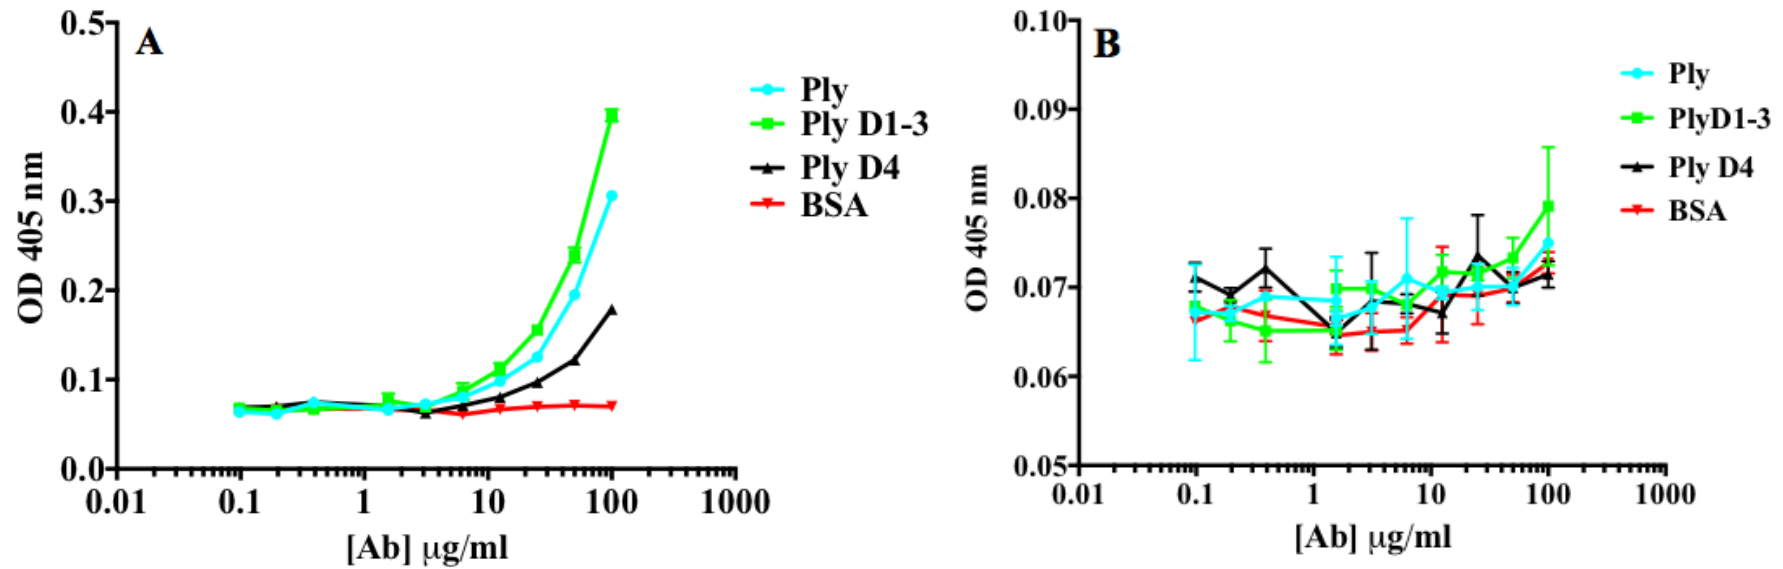 A
0.5
0.4
0.3
0.2
0.1
0.0
OD 405 nm
0.01 0.1 1 10 100 1000
[Ab] μg/ml
Ply
Ply D1-3
Ply D4
BSA
B
0.10
0.09
0.08
0.07
0.06
0.05
OD 405 nm
0.01 0.1 1 10 100 1000
[Ab] μg/ml
Ply
PlyD1-3
Ply D4
BSA